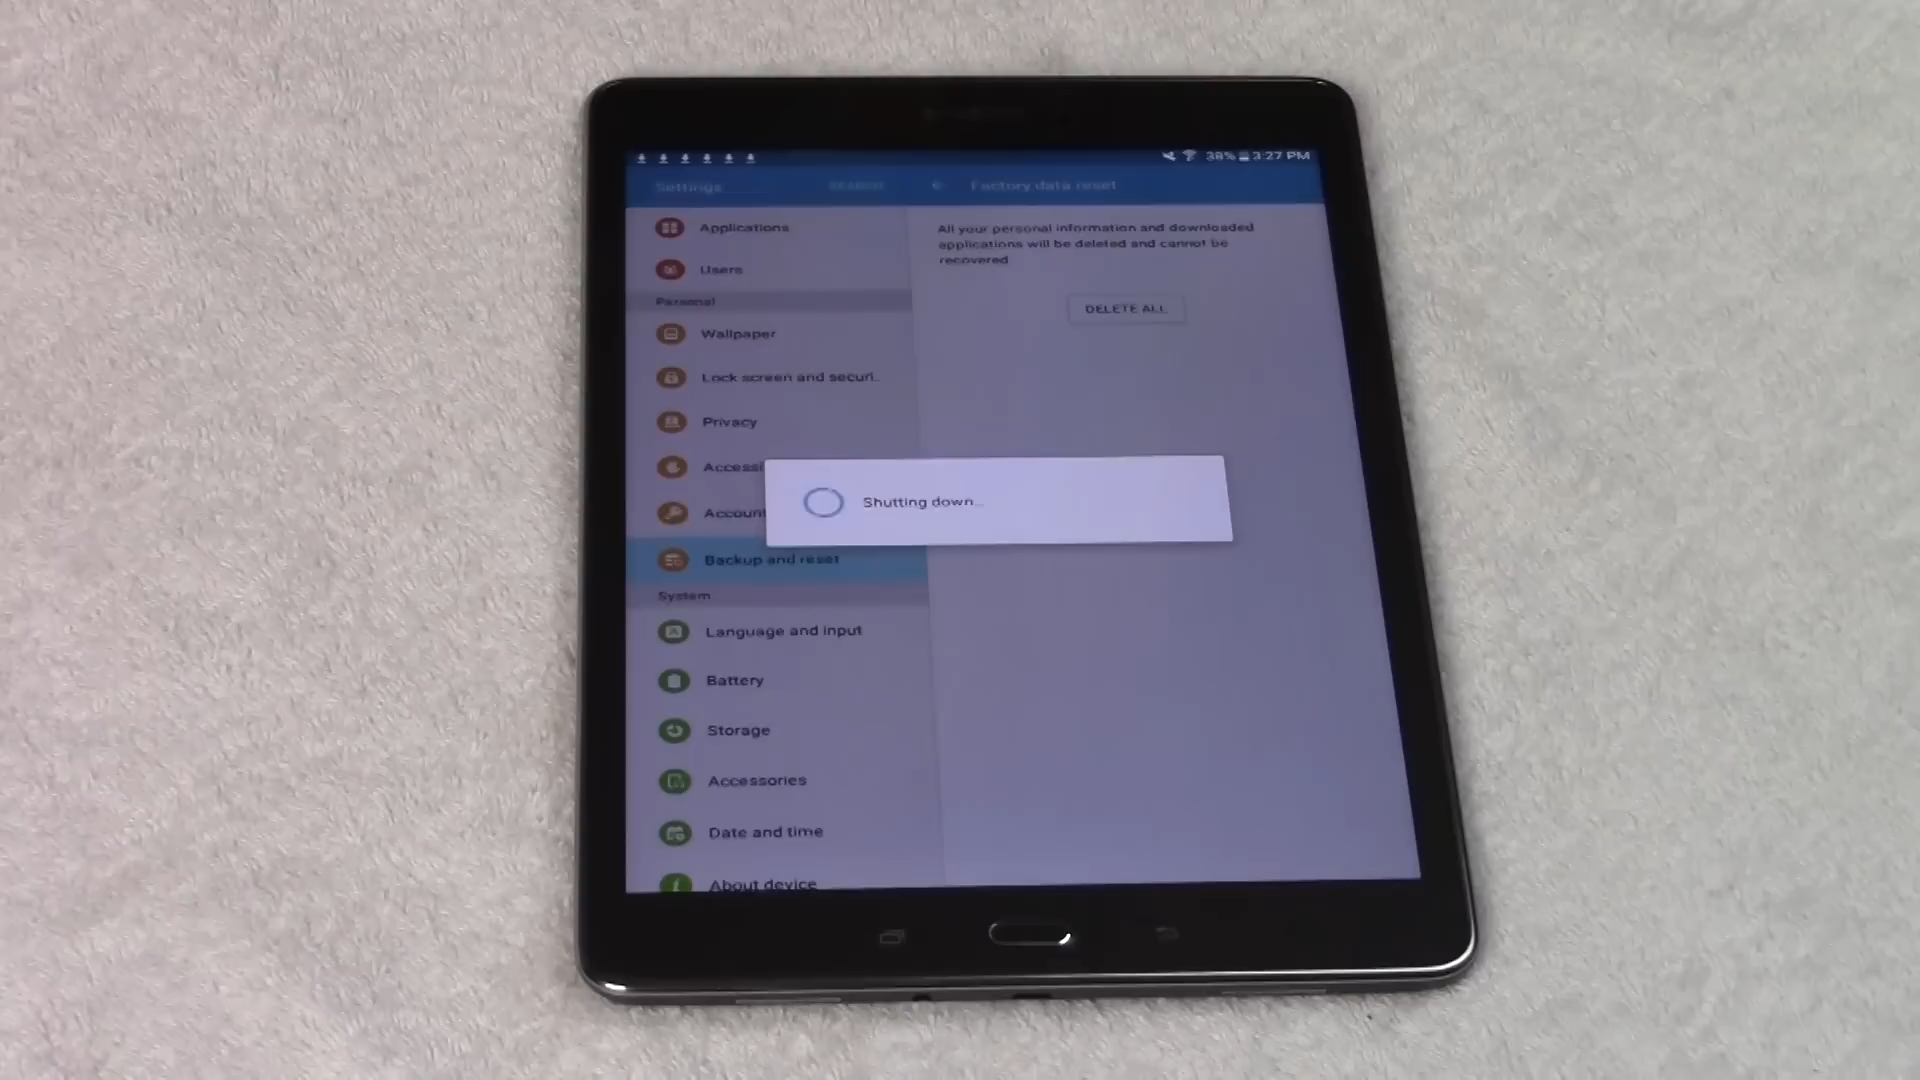 38% 3:27 PM
Settings
SEARCH
Factory data reset
Applications
Users
Personal
Wallpaper
Lock screen and securi..
Privacy
Accessi
Account
Backup and reset
System
Language and input
Battery
Storage
Accessories
Date and time
About device
All your personal information and downloaded
applications will be deleted and cannot be
recovered
DELETE ALL
Shutting down...